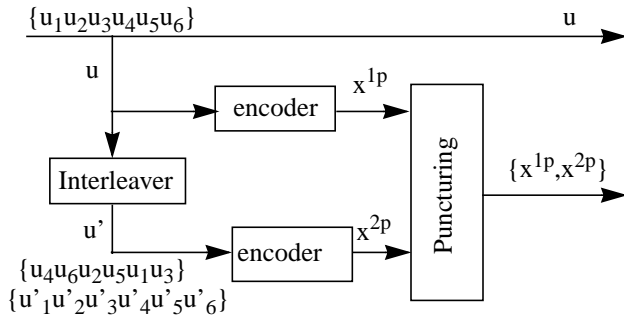 {u₁u₂u₃u₄u₅u₆}
u
u
x¹ᵖ
encoder
Puncturing
Interleaver
{x¹ᵖ,x²ᵖ}
u'
x²ᵖ
encoder
{u₄u₆u₂u₅u₁u₃}
{u'₁u'₂u'₃u'₄u'₅u'₆}